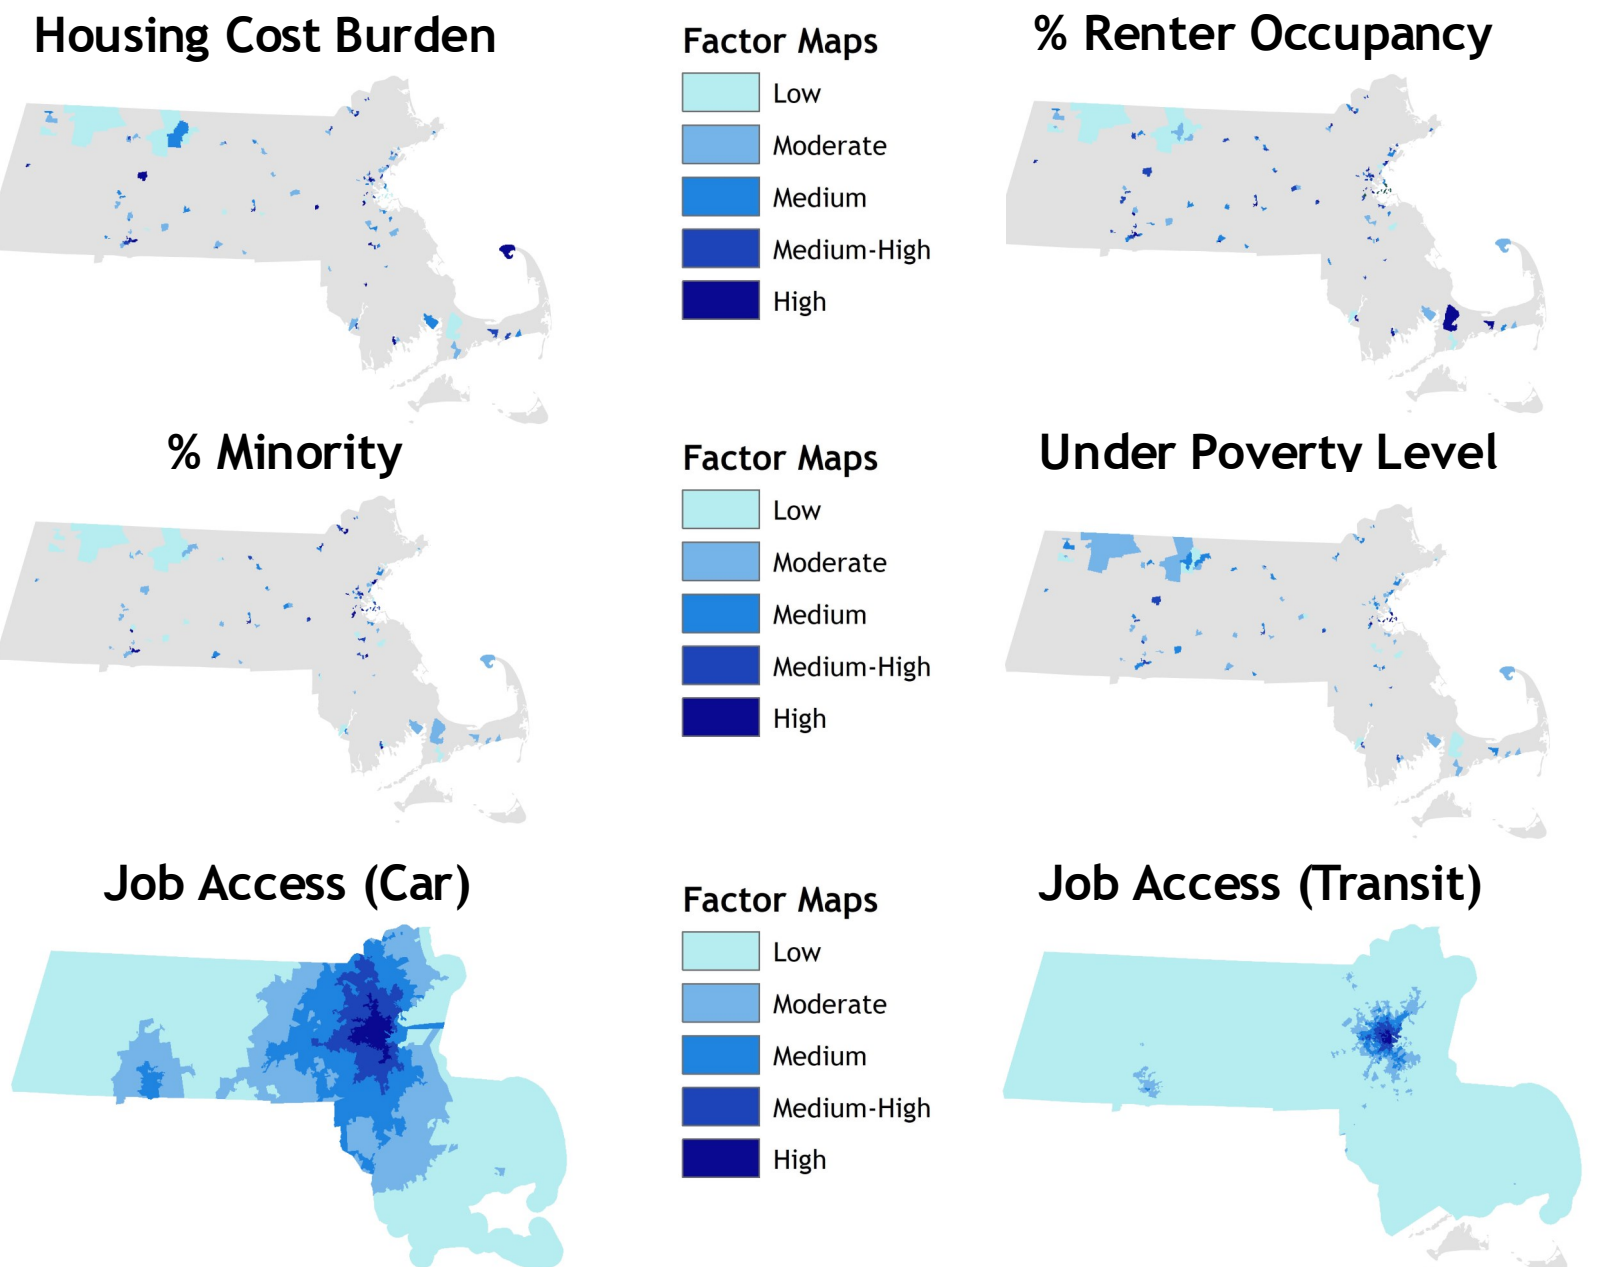 Housing Cost Burden
Factor Maps
Low
Moderate
Medium
Medium-High
High
% Renter Occupancy
% Minority
Factor Maps
Low
Moderate
Medium
Medium-High
High
Under Poverty Level
Job Access (Car)
Factor Maps
Low
Moderate
Medium
Medium-High
High
Job Access (Transit)